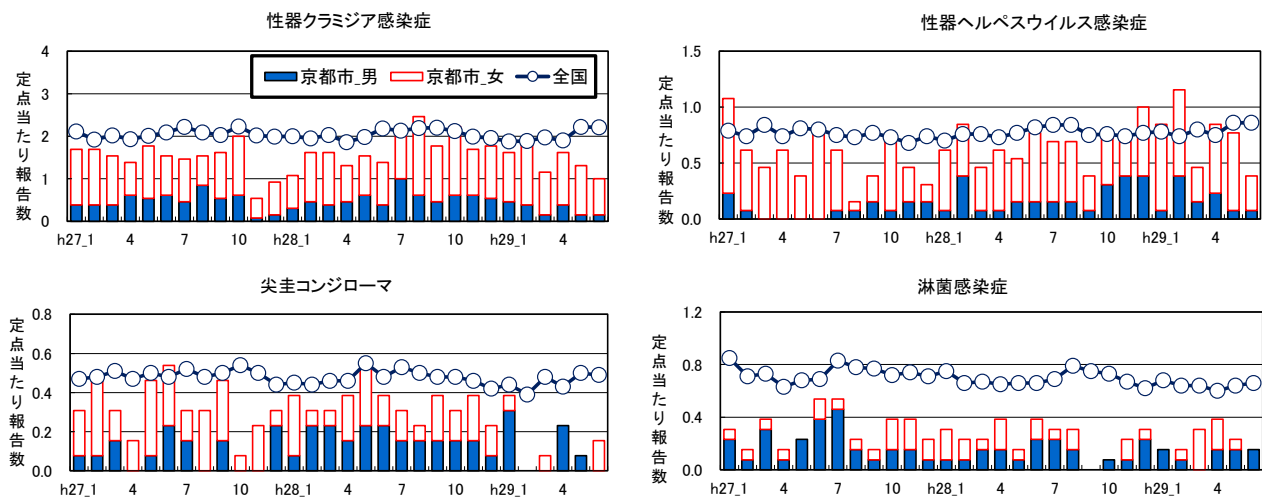 性器クラミジア感染症
定点当たり報告数
4
3
2
1
0
京都市_男 京都市_女 全国
h27_1 4 7 10 h28_1 4 7 10 h29_1 4
性器ヘルペスウイルス感染症
定点当たり報告数
1.5
1.0
0.5
0.0
h27_1 4 7 10 h28_1 4 7 10 h29_1 4
尖圭コンジローマ
定点当たり報告数
0.8
0.6
0.4
0.2
0.0
h27_1 4 7 10 h28_1 4 7 10 h29_1 4
淋菌感染症
定点当たり報告数
1.2
0.8
0.4
0.0
h27_1 4 7 10 h28_1 4 7 10 h29_1 4